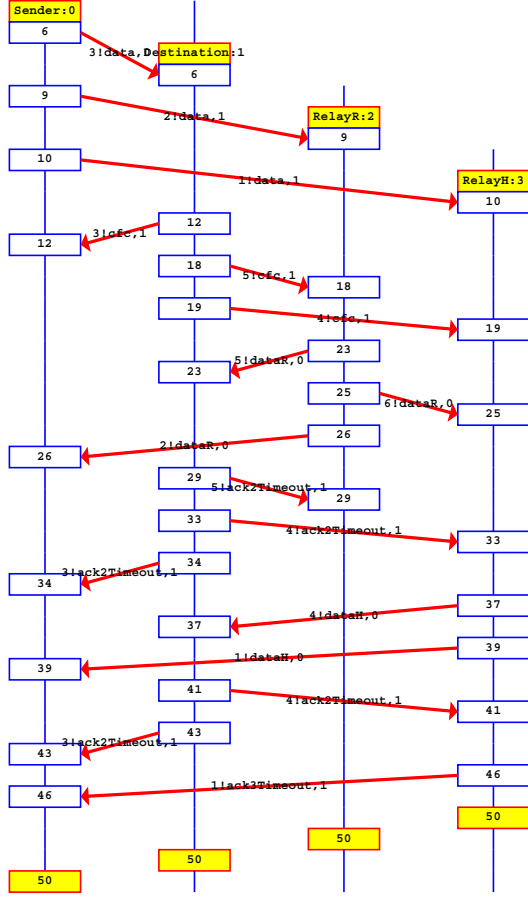 Sender:0
6
3!data,
Destination:1
6
9
2!data,1
RelayR:2
9
10
1!data,1
RelayH:3
10
12
3!cfc,1
12
18
5!cfc,1
18
19
4!cfc,1
19
23
5!dataR,0
23
25
6!dataR,0
25
26
2!dataR,0
26
29
5!ack2Timeout,1
29
33
4!ack2Timeout,1
33
34
3!ack2Timeout,1
34
37
4!dataH,0
37
39
1!dataH,0
39
41
4!ack2Timeout,1
41
43
3!ack2Timeout,1
43
46
1!ack3Timeout,1
46
50
50
50
50